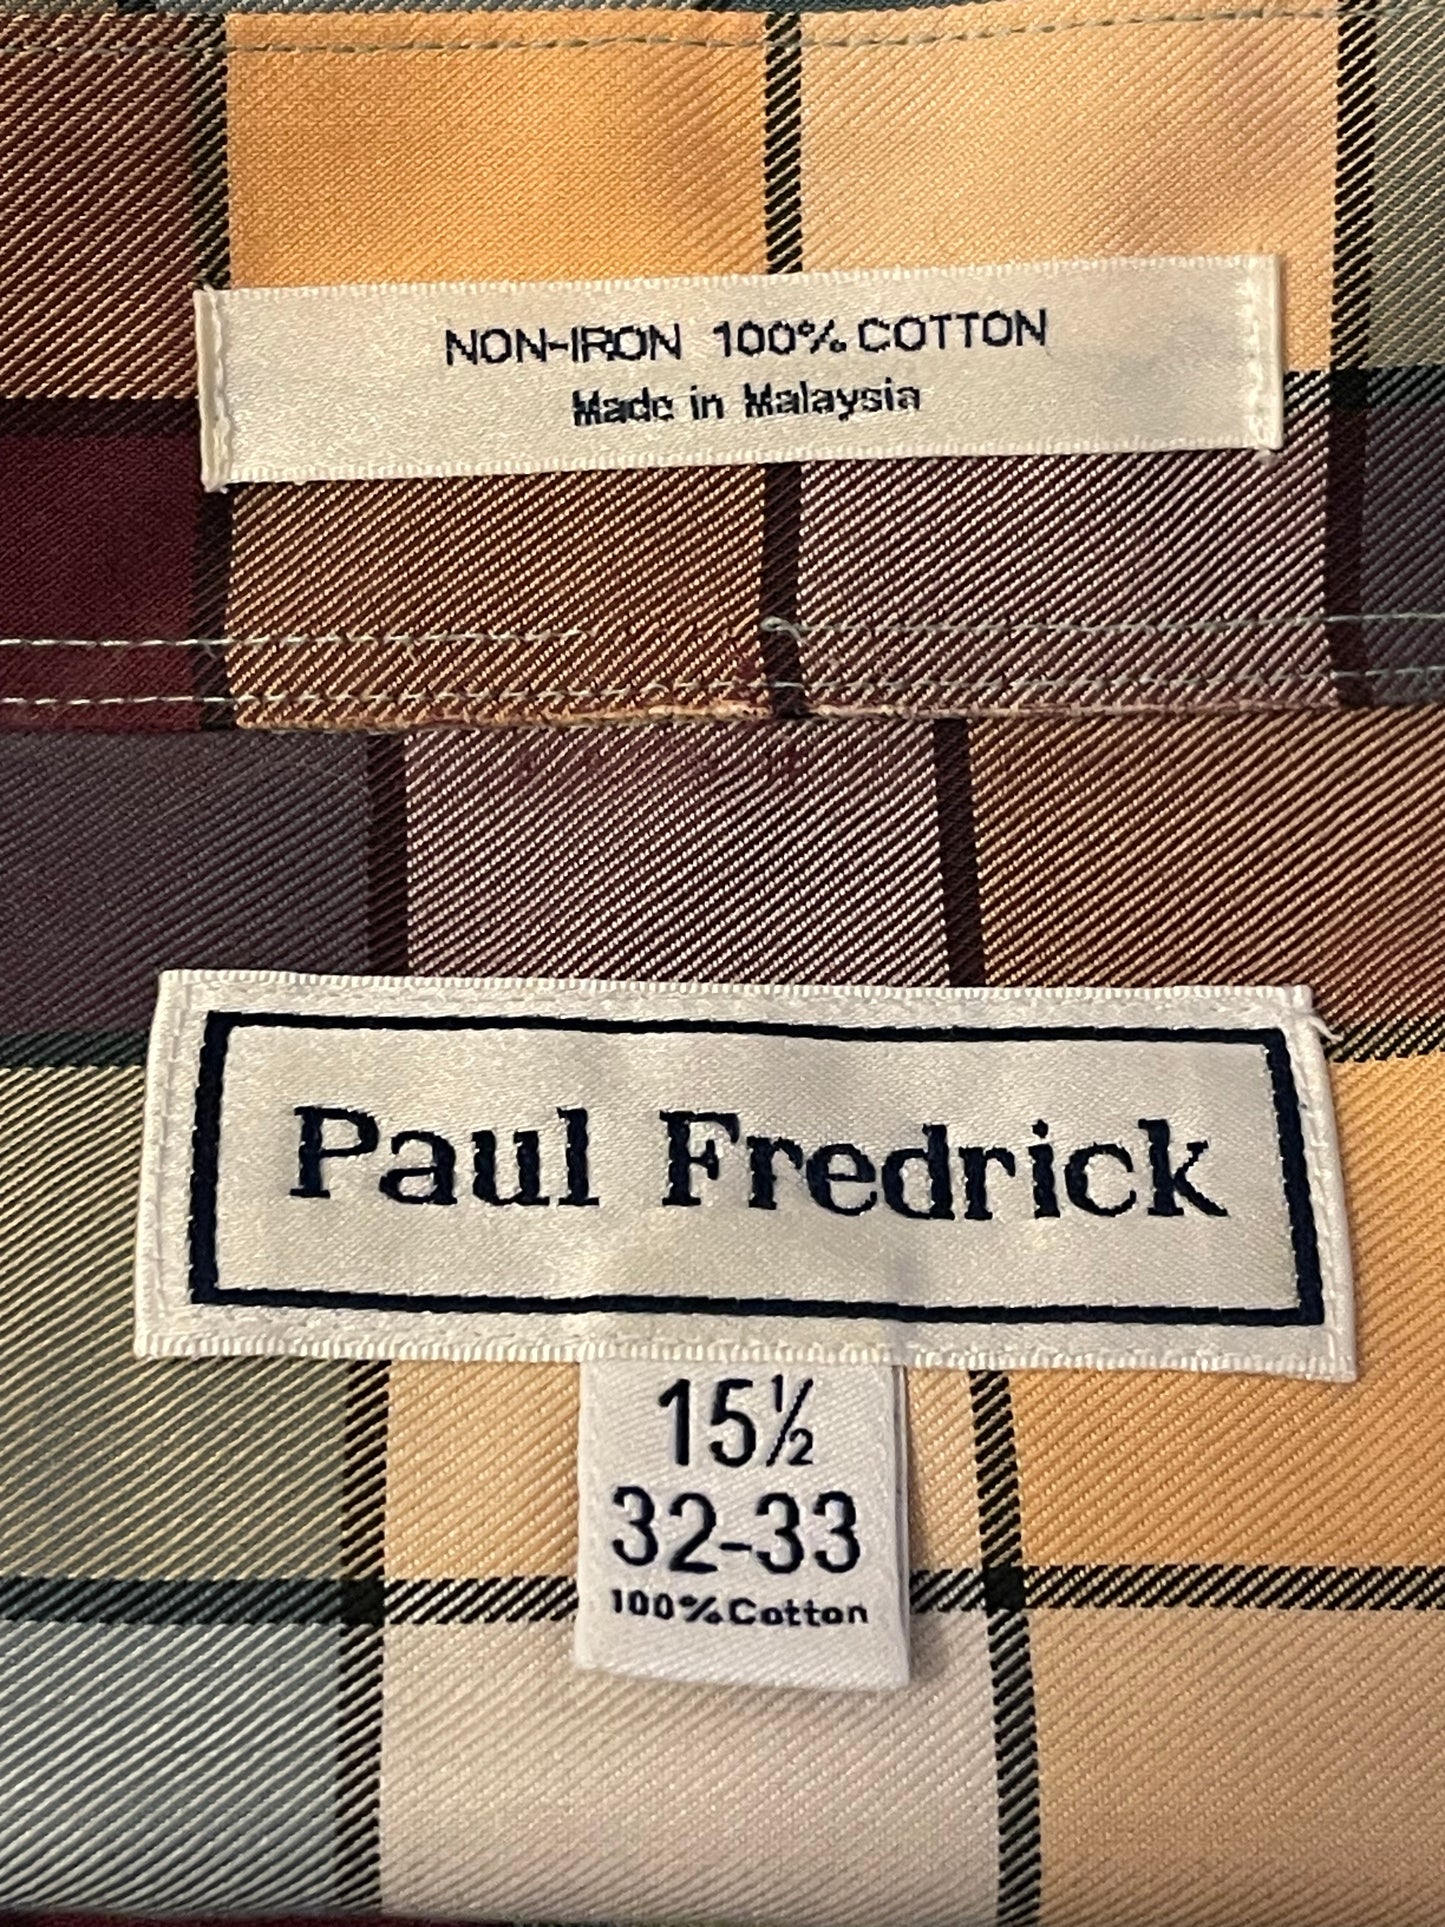 NON-IRON 100% COTTON
Made in Malaysia
Paul Fredrick
15½
32-33
100% Cotton